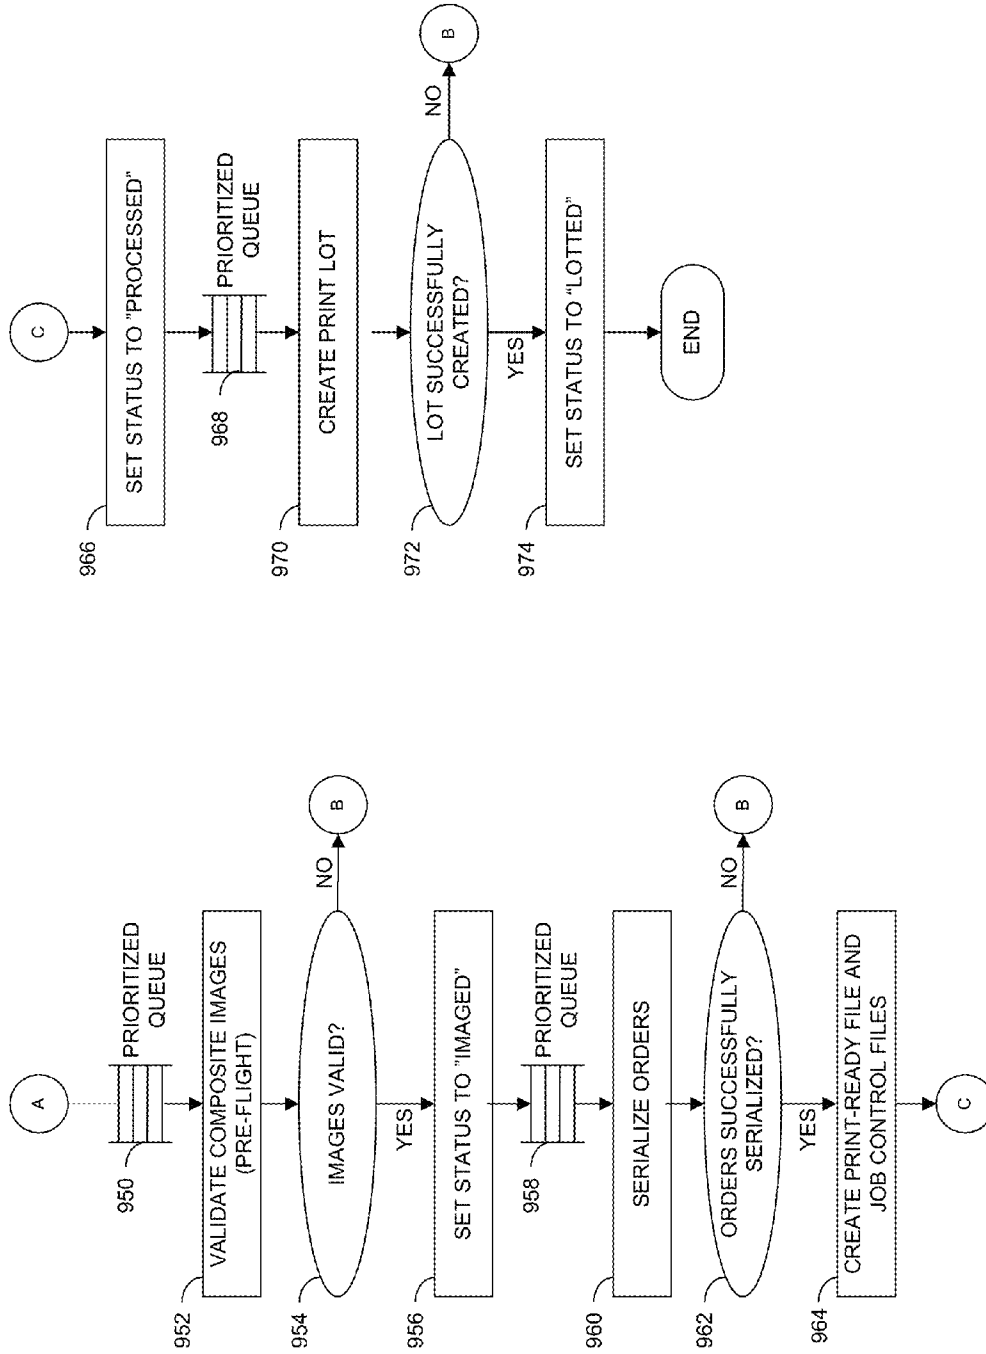 A
950
PRIORITIZED
QUEUE
952
VALIDATE COMPOSITE IMAGES
(PRE-FLIGHT)
954
IMAGES VALID?
NO
B
YES
956
SET STATUS TO "IMAGED"
958
PRIORITIZED
QUEUE
960
SERIALIZE ORDERS
962
ORDERS SUCCESSFULLY
SERIALIZED?
NO
B
YES
964
CREATE PRINT-READY FILE AND
JOB CONTROL FILES
C
C
966
SET STATUS TO "PROCESSED"
968
PRIORITIZED
QUEUE
970
CREATE PRINT LOT
972
LOT SUCCESSFULLY
CREATED?
NO
B
YES
974
SET STATUS TO "LOTTED"
END